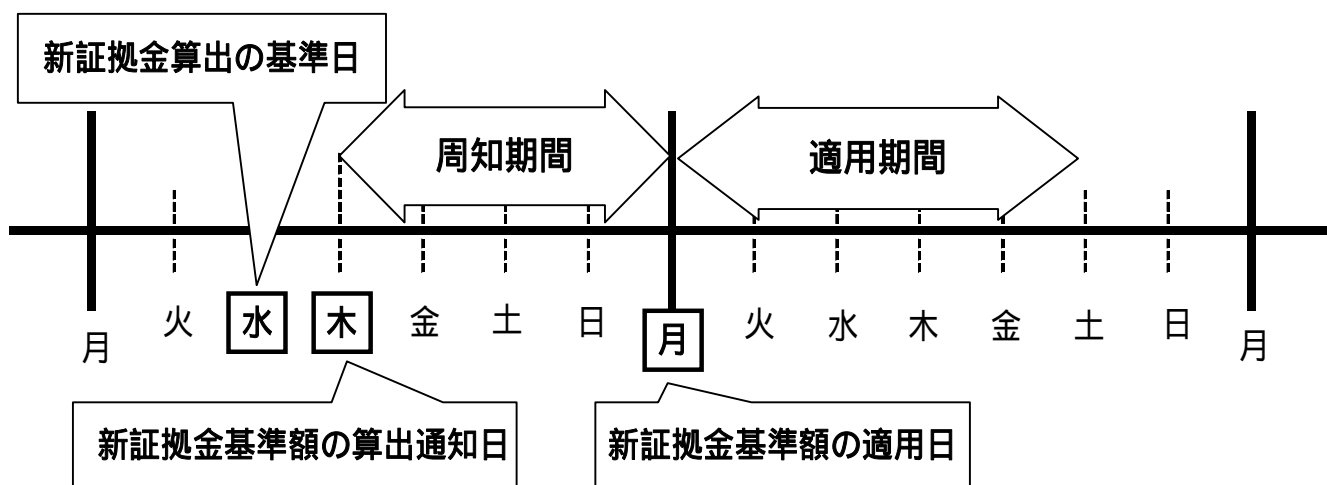 新証拠金算出の基準日
周知期間
適用期間
月
火
水
木
金
土
日
月
火
水
木
金
土
日
月
新証拠金基準額の算出通知日
新証拠金基準額の適用日